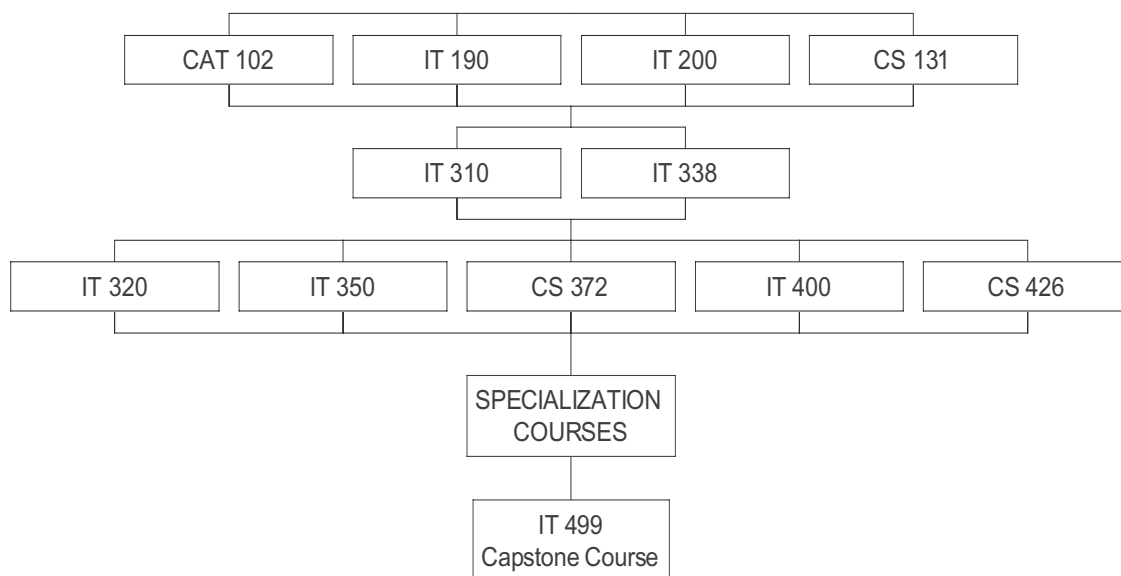 CAT 102
IT 190
IT 200
CS 131
IT 310
IT 338
IT 320
IT 350
CS 372
IT 400
CS 426
SPECIALIZATION
COURSES
IT 499
Capstone Course